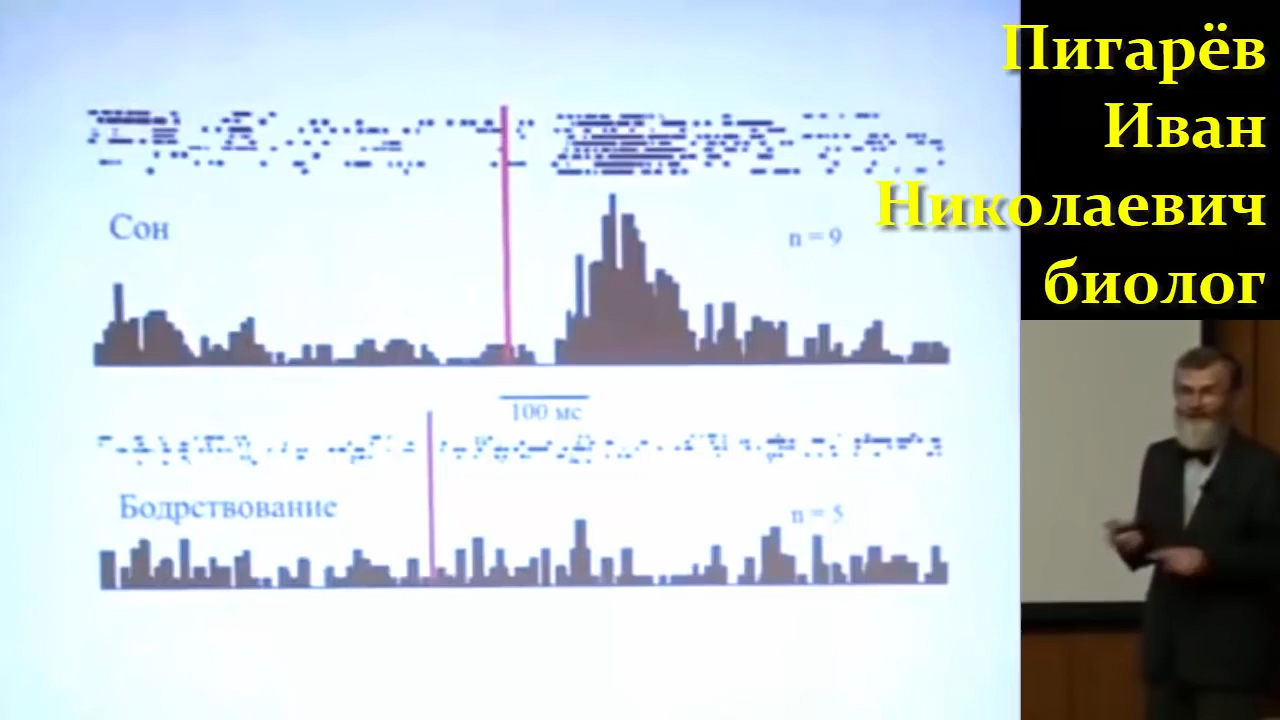 Пигарёв
Иван
Николаевич
биолог
Сон
n = 9
100 мс
Бодрствование
n = 5